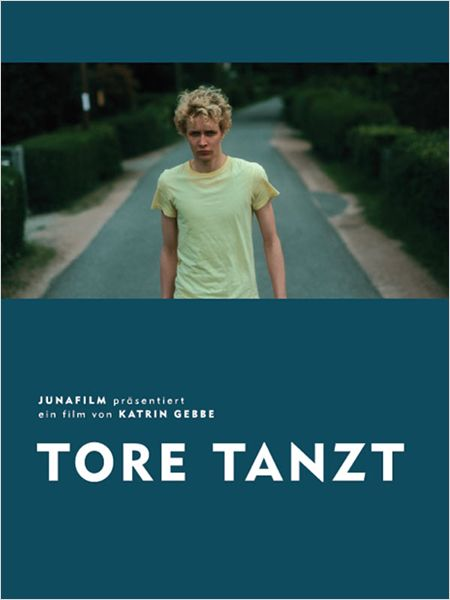 JUNAFILM präsentiert
ein film von KATRIN GEBBE
TORE TANZT